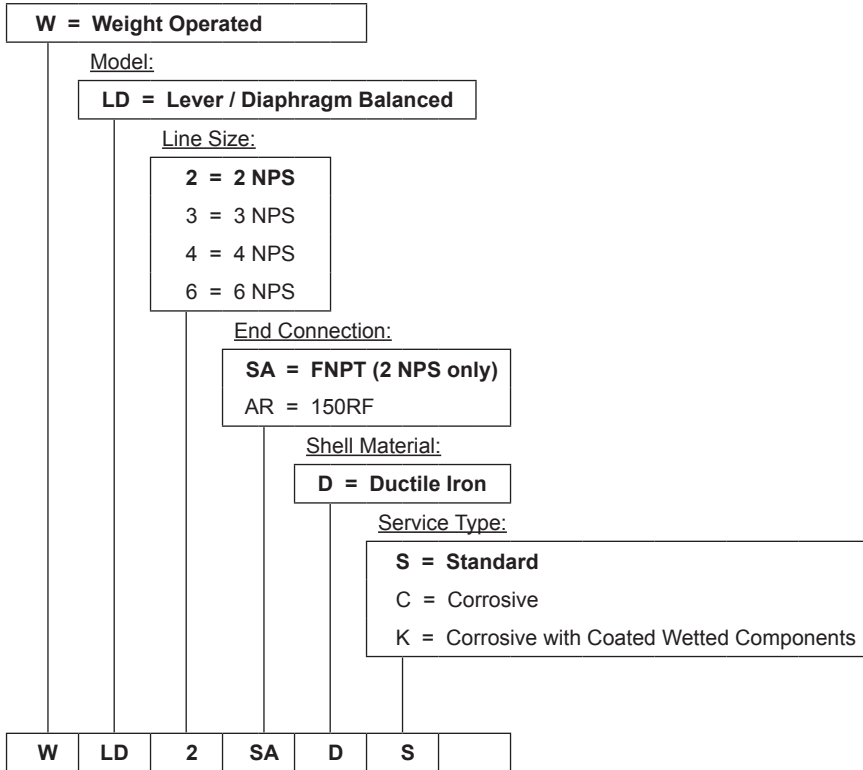 W = Weight Operated
Model:
LD = Lever / Diaphragm Balanced
Line Size:
2 = 2 NPS
3 = 3 NPS
4 = 4 NPS
6 = 6 NPS
End Connection:
SA = FNPT (2 NPS only)
AR = 150RF
Shell Material:
D = Ductile Iron
Service Type:
S = Standard
C = Corrosive
K = Corrosive with Coated Wetted Components
W LD 2 SA D S